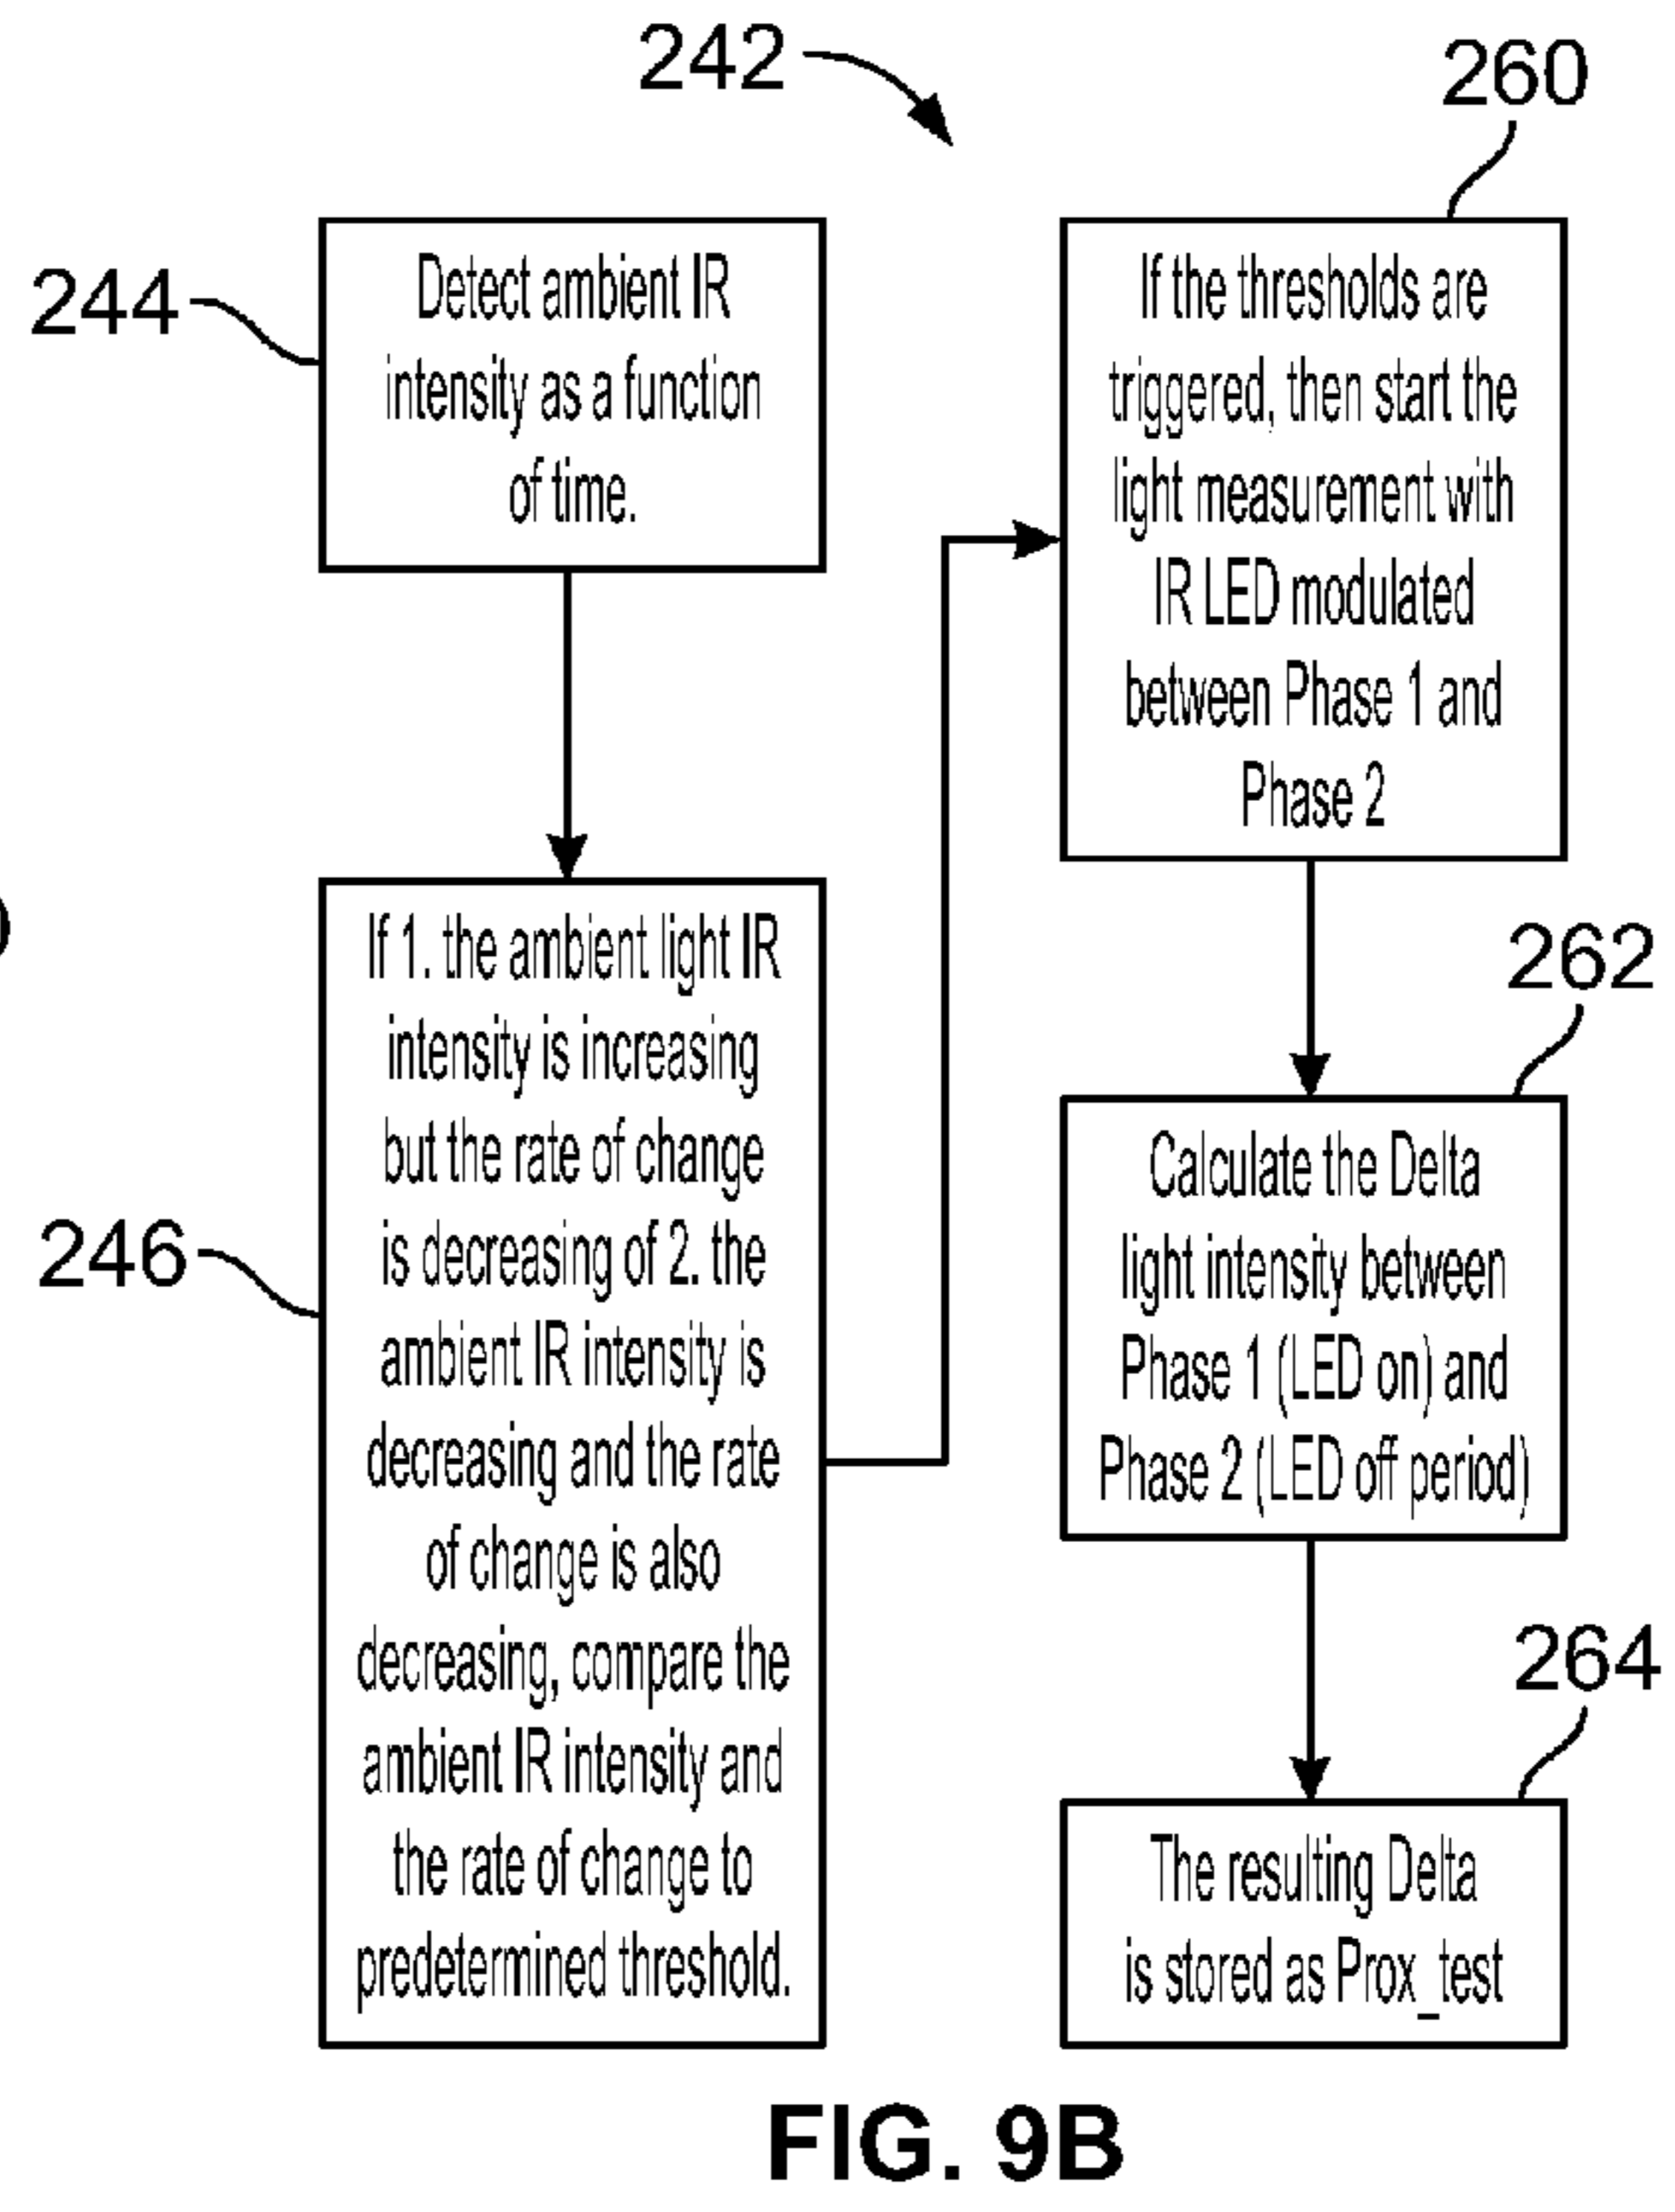 242
244
Detect ambient IR
intensity as a function
of time.
246
If 1. the ambient light IR
intensity is increasing
but the rate of change
is decreasing of 2. the
ambient IR intensity is
decreasing and the rate
of change is also
decreasing, compare the
ambient IR intensity and
the rate of change to
predetermined threshold.
260
If the thresholds are
triggered, then start the
light measurement with
IR LED modulated
between Phase 1 and
Phase 2
262
Calculate the Delta
light intensity between
Phase 1 (LED on) and
Phase 2 (LED off period)
264
The resulting Delta
is stored as Prox_test
FIG. 9B